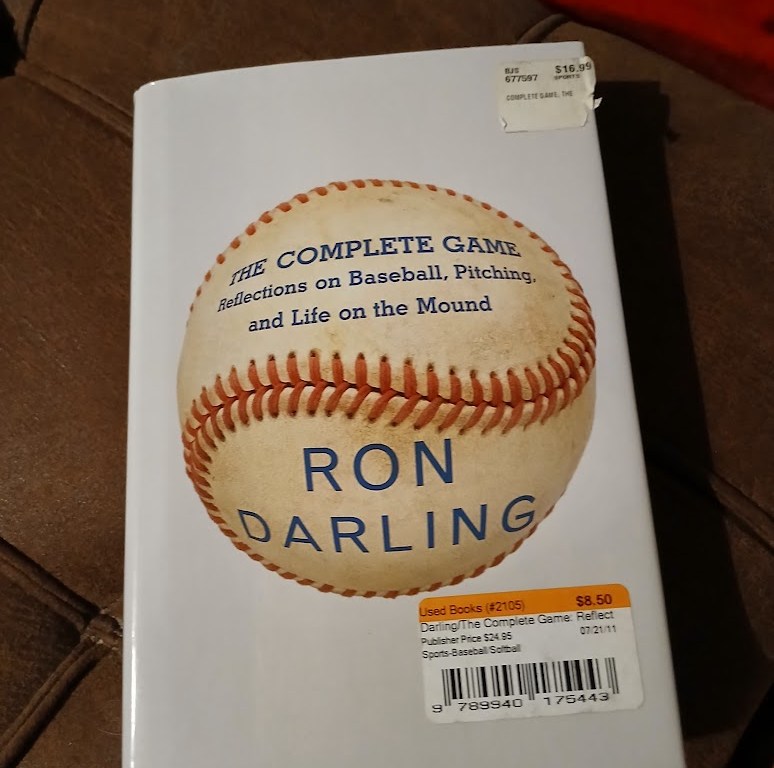 BJS $16.99
677597 SPORTS
COMPLETE GAME, THE
THE COMPLETE GAME
Reflections on Baseball, Pitching,
and Life on the Mound
RON
DARLING
Used Books (#2105) $8.50
Darling/The Complete Game: Reflect
Publisher Price $24.95 07/21/11
Sports-Baseball/Softball
9 789940 175443